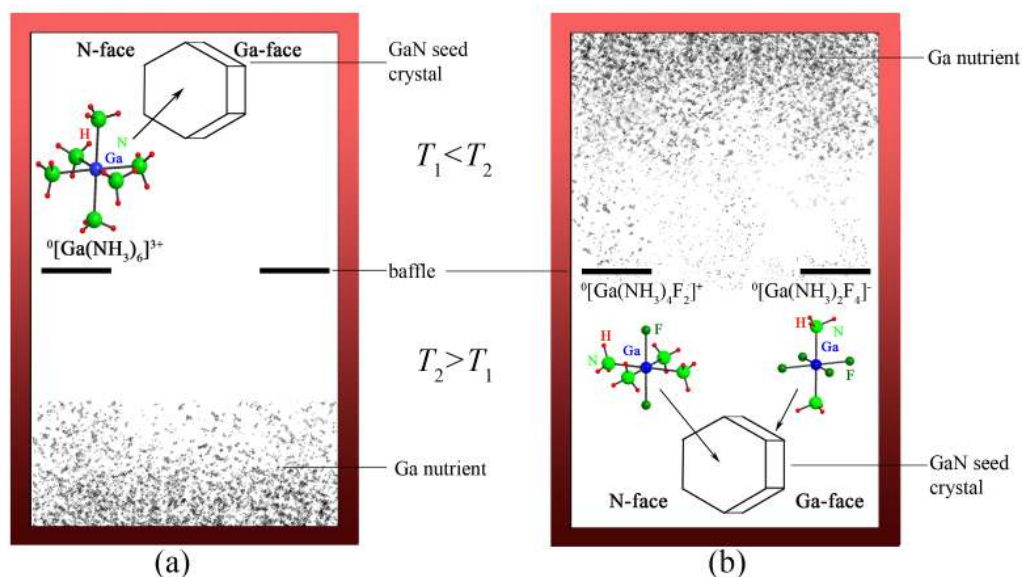 N-face
Ga-face
GaN seed
crystal
H
N
Ga
T₁<T₂
⁰[Ga(NH₃)₆]³⁺
baffle
T₂>T₁
Ga nutrient
(a)
Ga nutrient
⁰[Ga(NH₃)₄F₂]⁺
⁰[Ga(NH₃)₂F₄]⁻
F
H
Ga
N
H
N
Ga
F
GaN seed
crystal
N-face
Ga-face
(b)